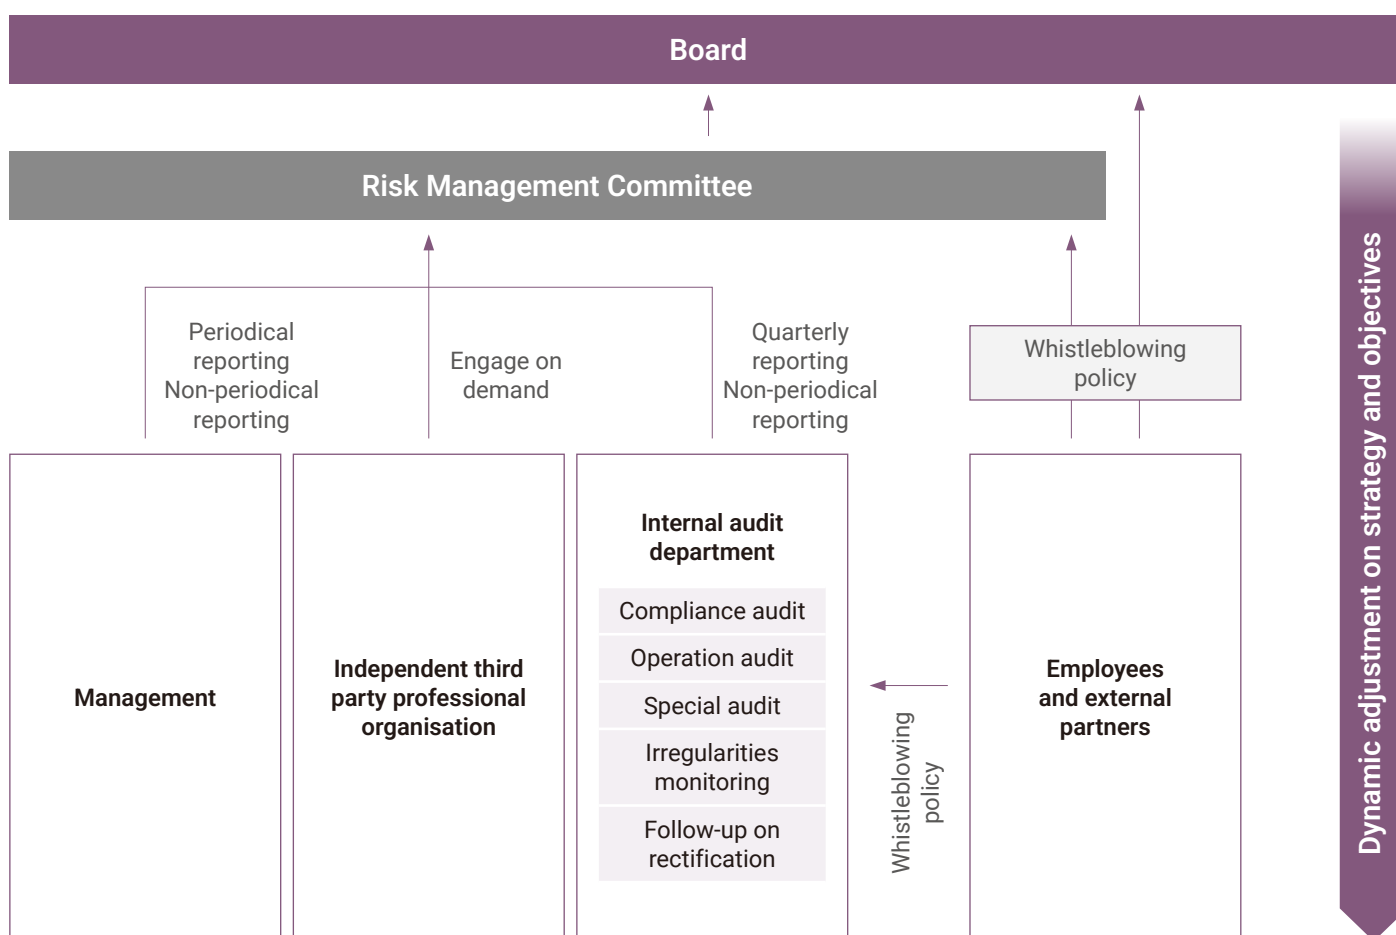 Board
Risk Management Committee
Periodical
reporting
Non-periodical
reporting
Engage on
demand
Quarterly
reporting
Non-periodical
reporting
Whistleblowing
policy
Management
Independent third
party professional
organisation
Internal audit
department
Compliance audit
Operation audit
Special audit
Irregularities
monitoring
Follow-up on
rectification
Whistleblowing
policy
Employees
and external
partners
Dynamic adjustment on strategy and objectives